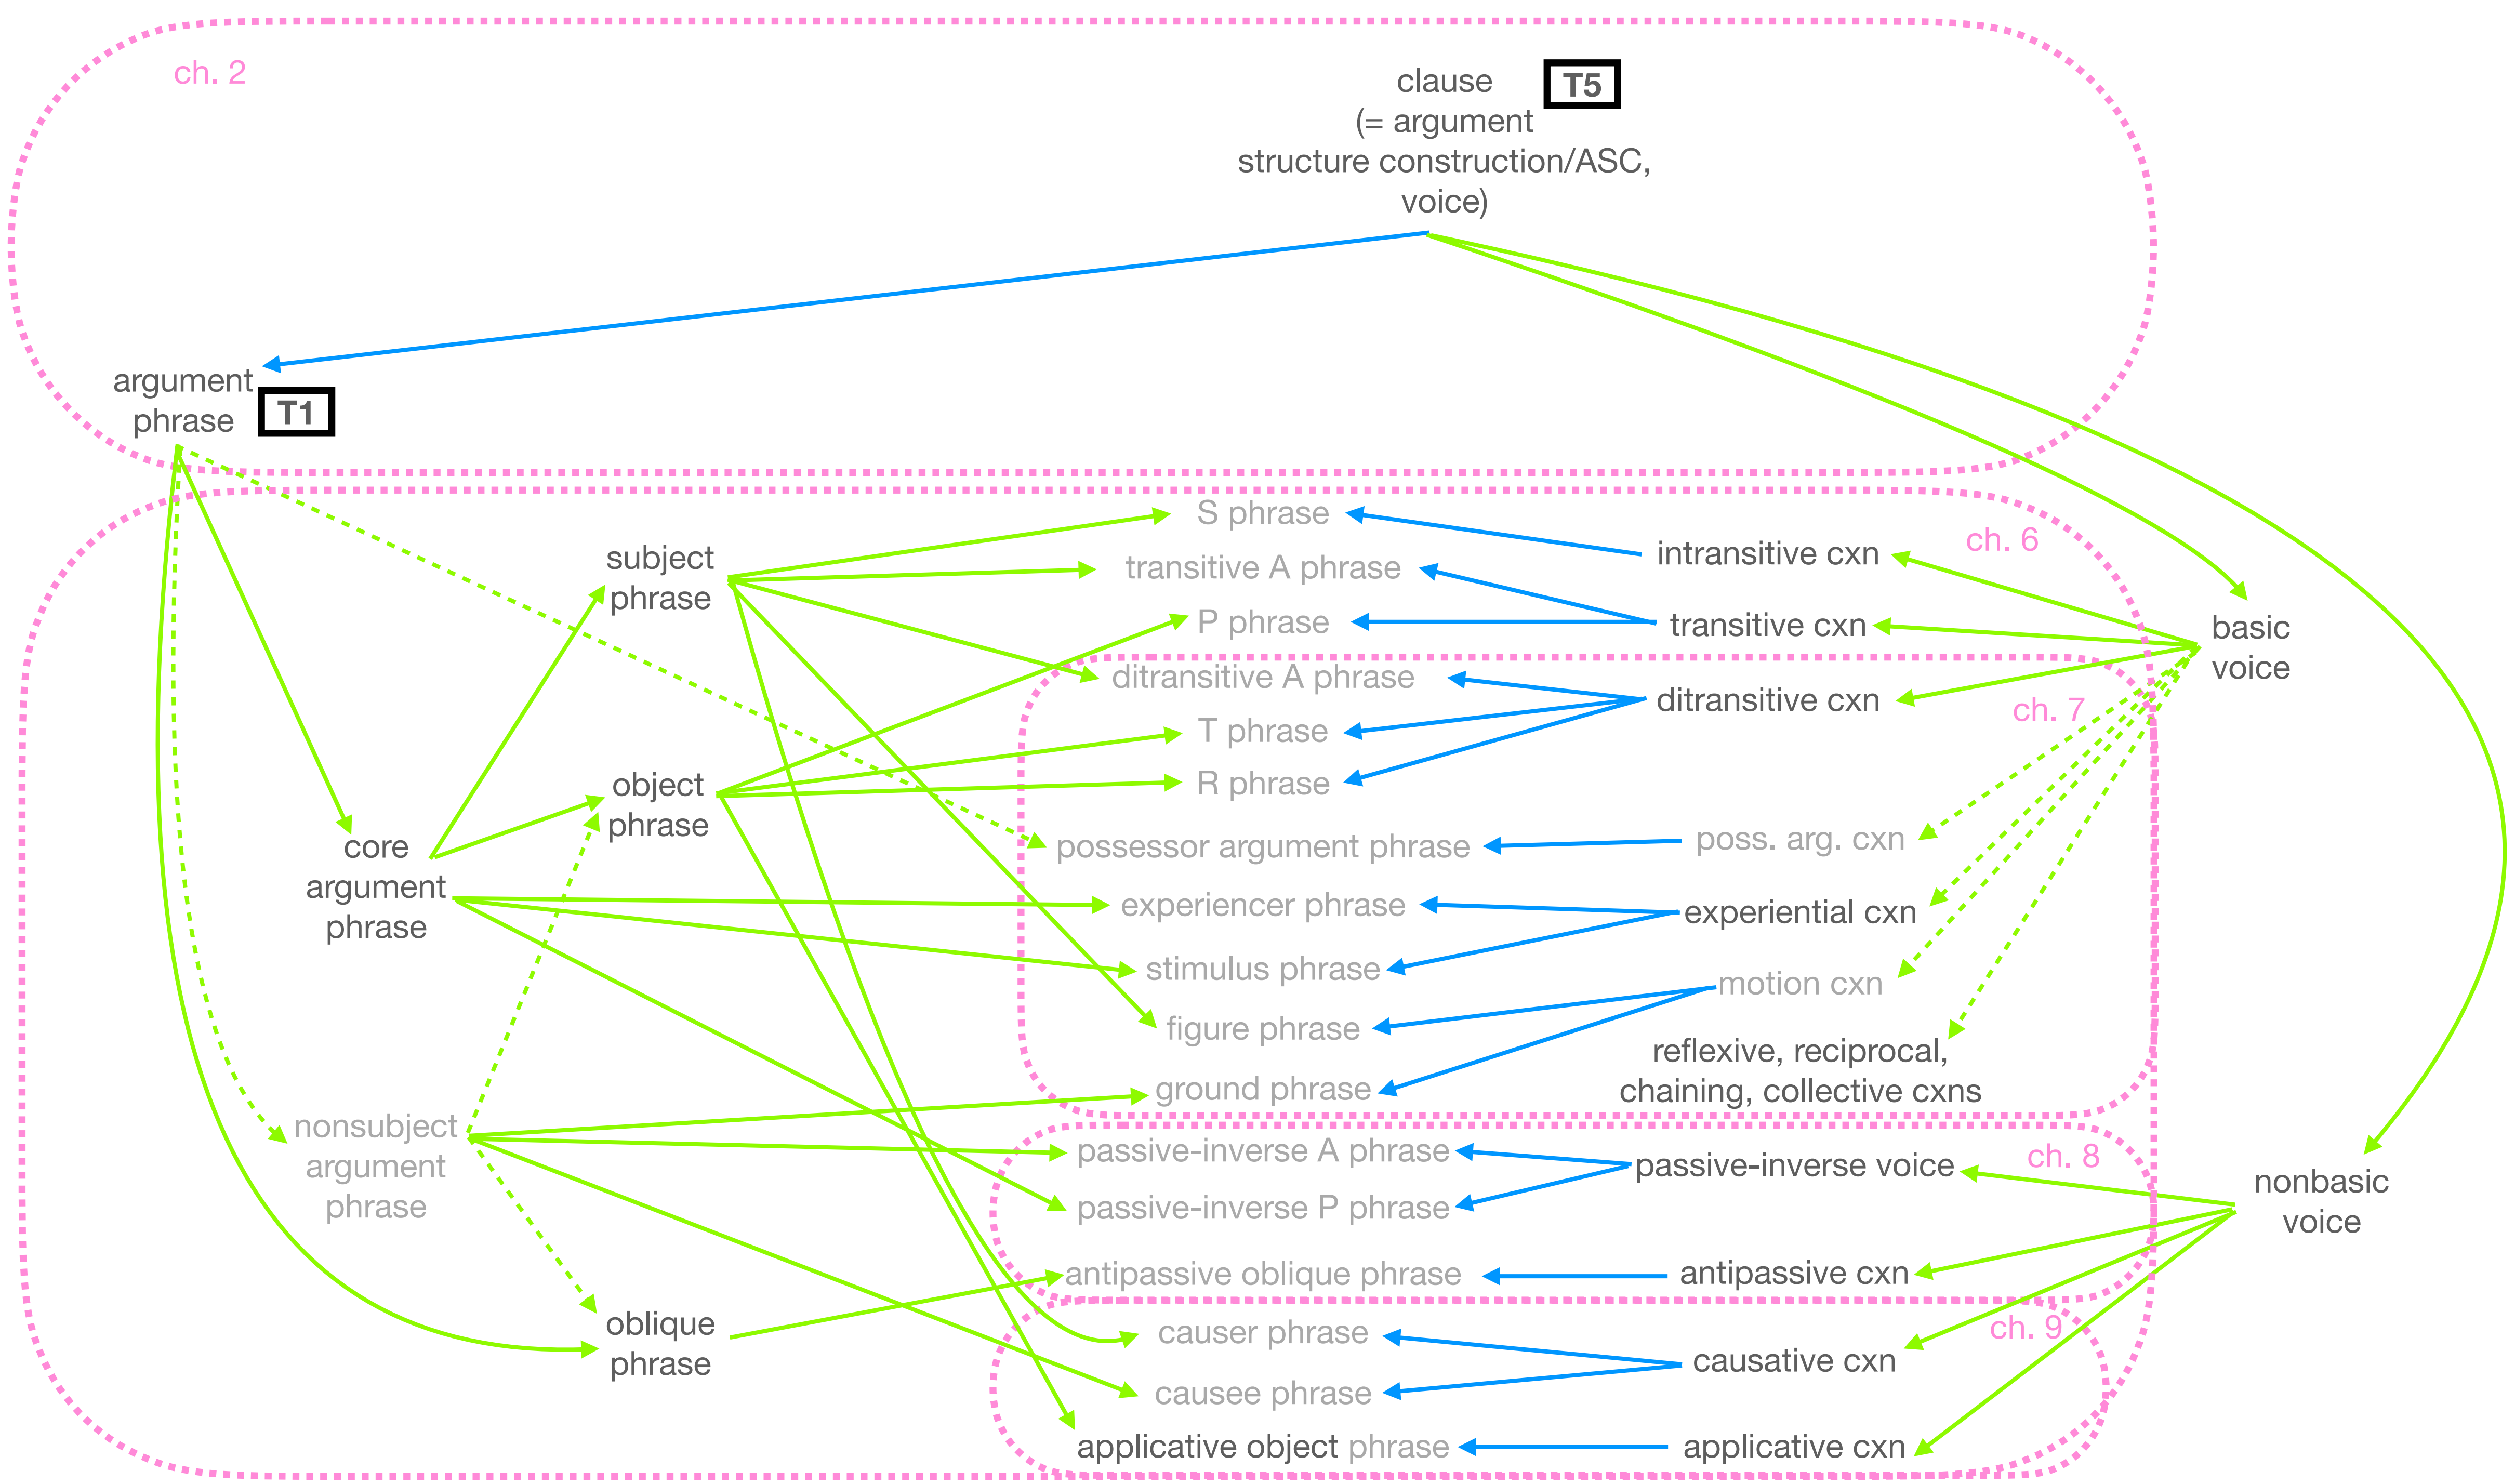 ch. 2
clause
T5
(= argument
structure construction/ASC,
voice)
argument
phrase
T1
S phrase
ch. 6
subject
phrase
transitive A phrase
intransitive cxn
P phrase
transitive cxn
basic
voice
ditransitive A phrase
ditransitive cxn
ch. 7
T phrase
object
phrase
R phrase
core
argument
phrase
possessor argument phrase
poss. arg. cxn
experiencer phrase
experiential cxn
stimulus phrase
motion cxn
figure phrase
reflexive, reciprocal,
chaining, collective cxns
ground phrase
nonsubject
argument
phrase
passive-inverse A phrase
passive-inverse voice
ch. 8
passive-inverse P phrase
nonbasic
voice
antipassive oblique phrase
antipassive cxn
oblique
phrase
causer phrase
ch. 9
causative cxn
causee phrase
applicative object phrase
applicative cxn